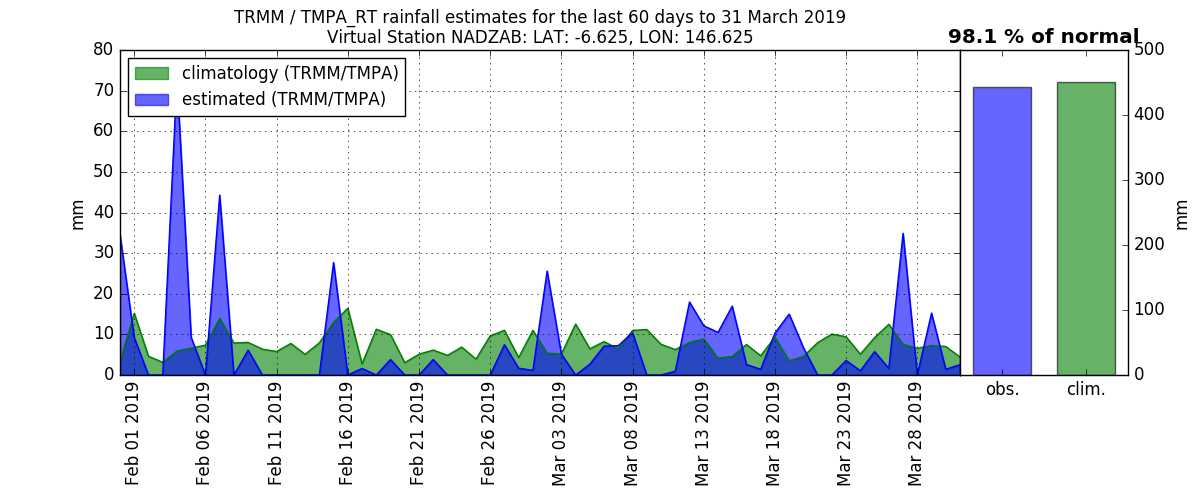 TRMM / TMPA_RT rainfall estimates for the last 60 days to 31 March 2019
Virtual Station NADZAB: LAT: -6.625, LON: 146.625
98.1 % of normal
climatology (TRMM/TMPA)
estimated (TRMM/TMPA)
mm
80
70
60
50
40
30
20
10
0
Feb 01 2019
Feb 06 2019
Feb 11 2019
Feb 16 2019
Feb 21 2019
Feb 26 2019
Mar 03 2019
Mar 08 2019
Mar 13 2019
Mar 18 2019
Mar 23 2019
Mar 28 2019
500
400
300
200
100
0
mm
obs.
clim.